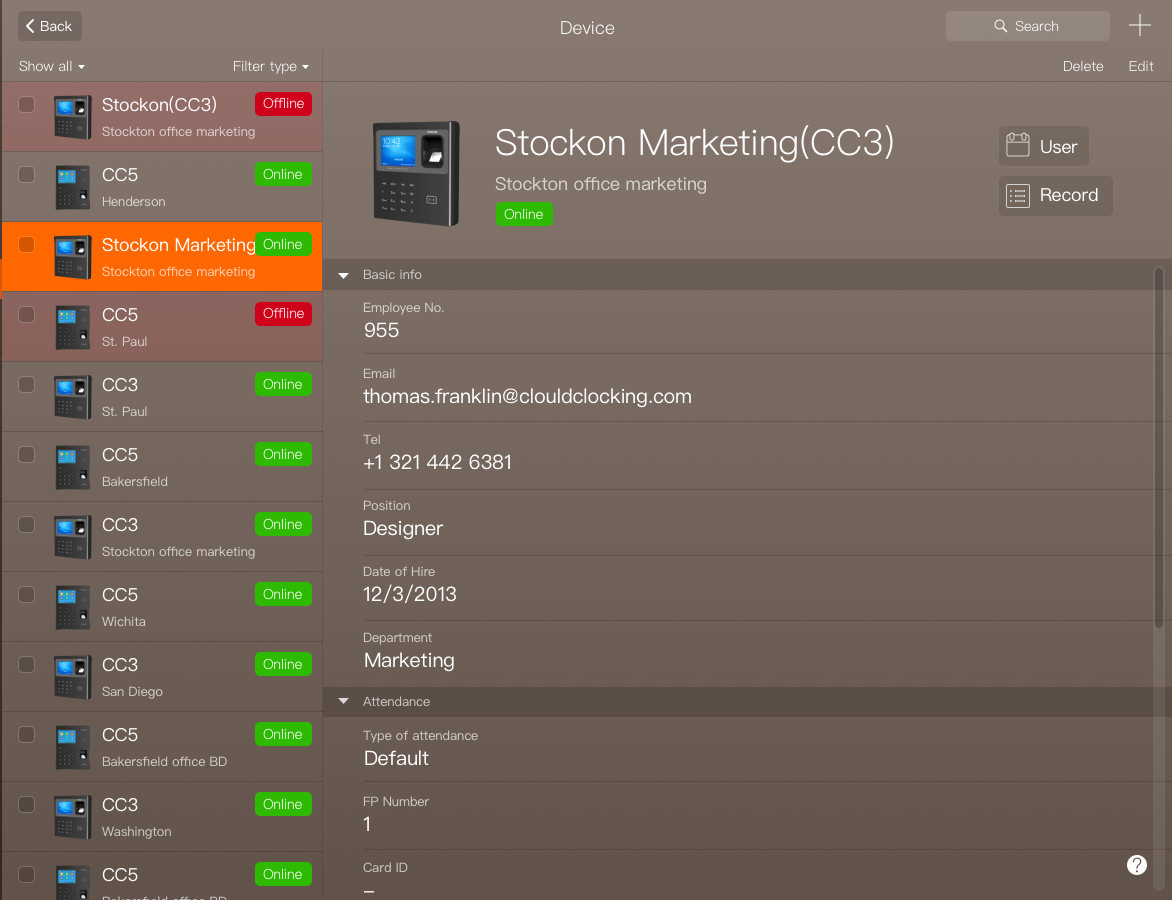 Back
Device
Search
Show all
Filter type
Delete
Edit
Stockon(CC3)
Offline
Stockton office marketing
CC5
Online
Henderson
Stockon Marketing
Online
Stockton office marketing
CC5
Offline
St. Paul
CC3
Online
St. Paul
CC5
Online
Bakersfield
CC3
Online
Stockton office marketing
CC5
Online
Wichita
CC3
Online
San Diego
CC5
Online
Bakersfield office BD
CC3
Online
Washington
CC5
Online
Bakersfield office BD
10:43
Stockon Marketing(CC3)
Stockton office marketing
Online
User
Record
Basic info
Employee No.
955
Email
thomas.franklin@clouldclocking.com
Tel
+1 321 442 6381
Position
Designer
Date of Hire
12/3/2013
Department
Marketing
Attendance
Type of attendance
Default
FP Number
1
Card ID
–
?